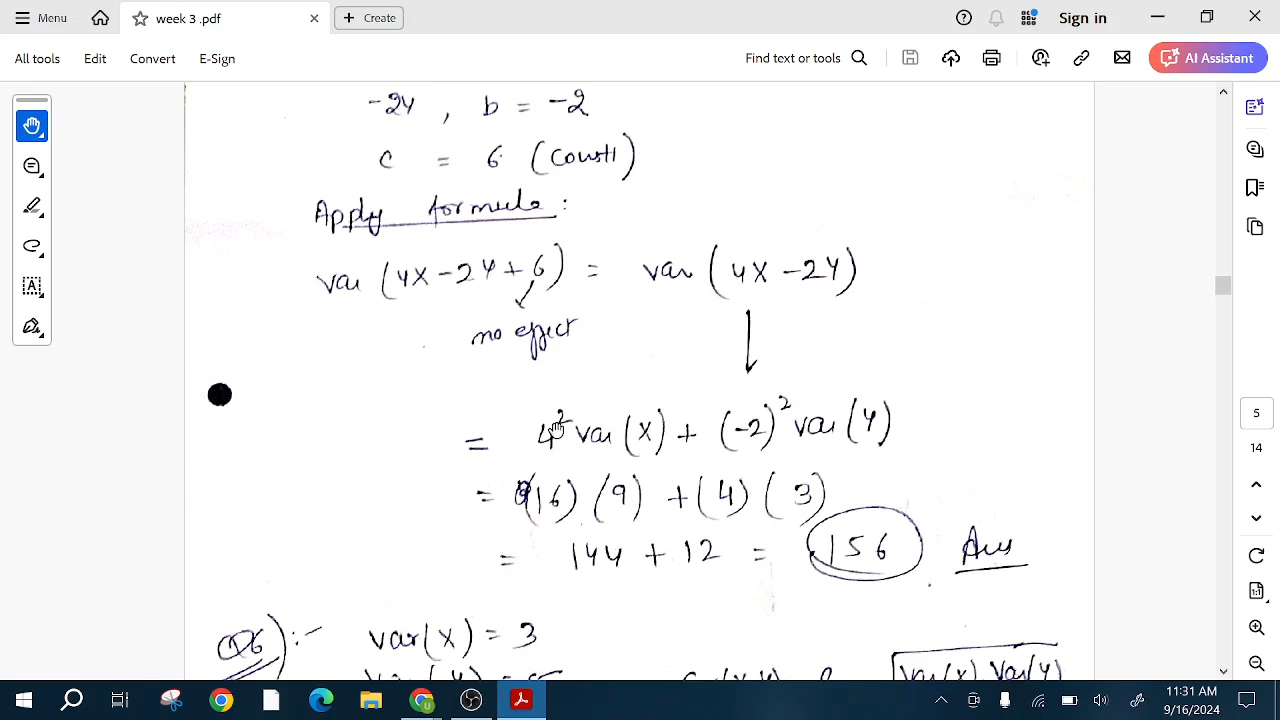 Menu week 3 .pdf Create Sign in
All tools Edit Convert E-Sign Find text or tools AI Assistant
-2y , b = -2
c = 6 (const)
Apply formula:
var (4X - 2Y + 6) = var (4X - 2Y)
no effect
= 4² var (X) + (-2)² var (Y)
= (16) (9) + (4) (3)
= 144 + 12 = 156 Ans
Q6 :- var(X) = 3
√Var(X) Var(Y)
5
14
11:31 AM
9/16/2024